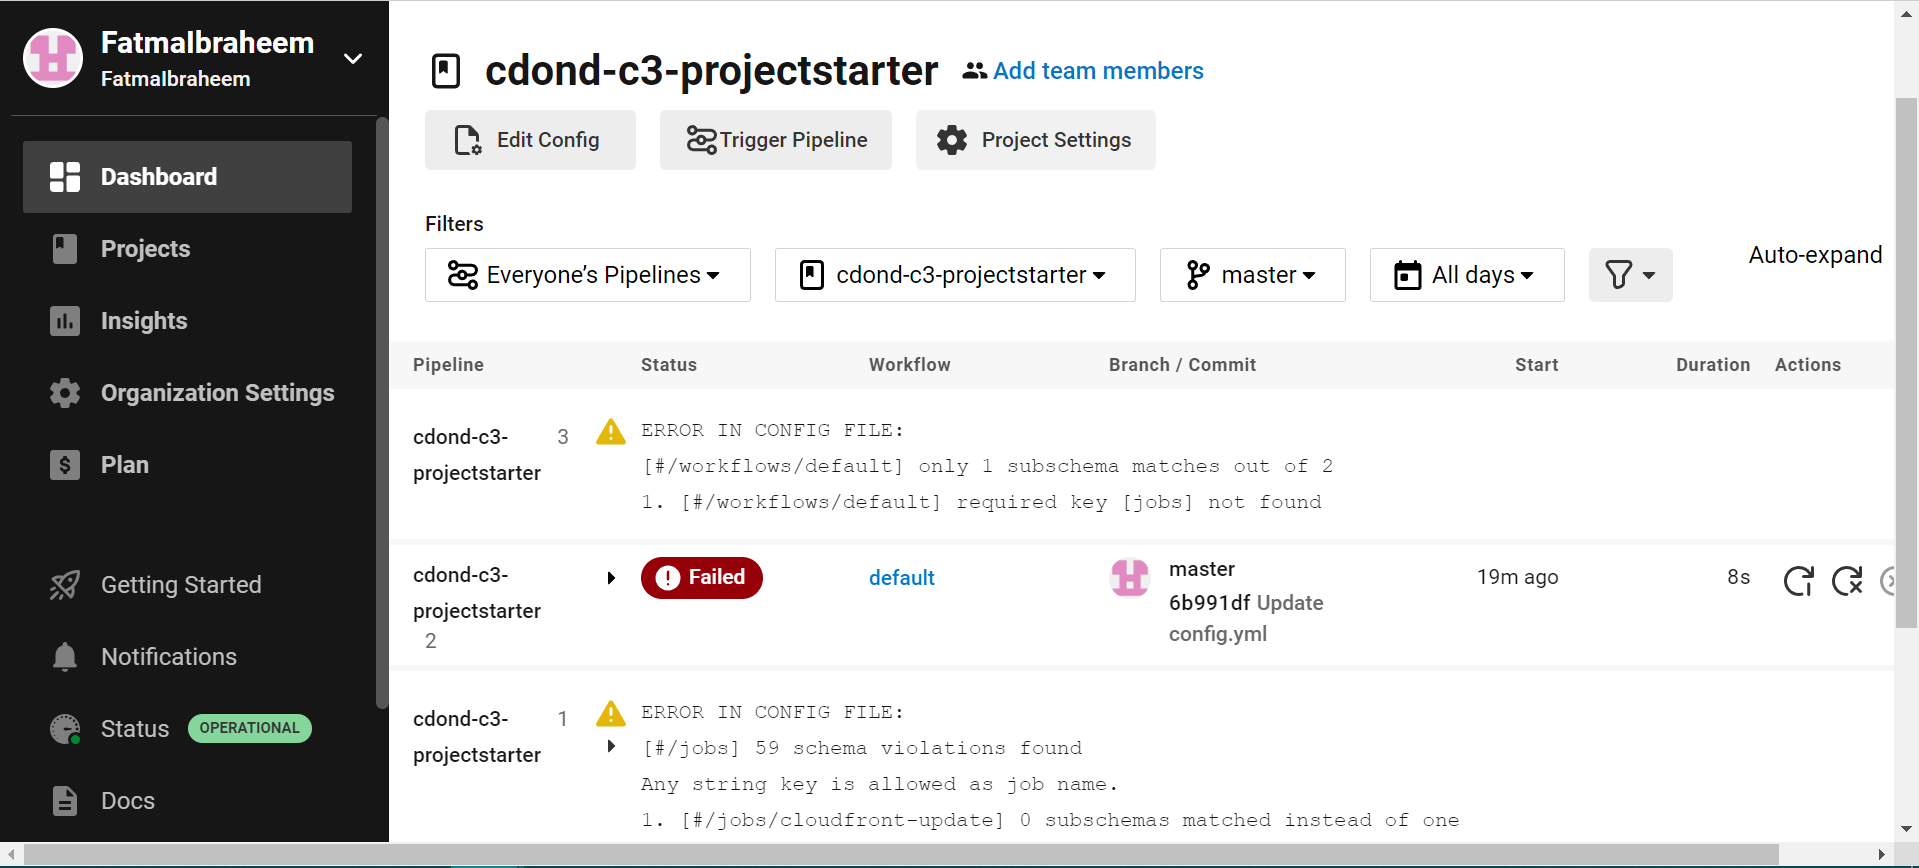 FatmaIbraheem
FatmaIbraheem
Dashboard
Projects
Insights
Organization Settings
Plan
Getting Started
Notifications
Status OPERATIONAL
Docs
cdond-c3-projectstarter Add team members
Edit Config Trigger Pipeline Project Settings
Filters
Everyone’s Pipelines cdond-c3-projectstarter master All days Auto-expand
Pipeline Status Workflow Branch / Commit Start Duration Actions
cdond-c3-
projectstarter
3
ERROR IN CONFIG FILE:
[#/workflows/default] only 1 subschema matches out of 2
1. [#/workflows/default] required key [jobs] not found
cdond-c3-
projectstarter
2
Failed
default
master
6b991df Update
config.yml
19m ago
8s
cdond-c3-
projectstarter
1
ERROR IN CONFIG FILE:
[#/jobs] 59 schema violations found
Any string key is allowed as job name.
1. [#/jobs/cloudfront-update] 0 subschemas matched instead of one